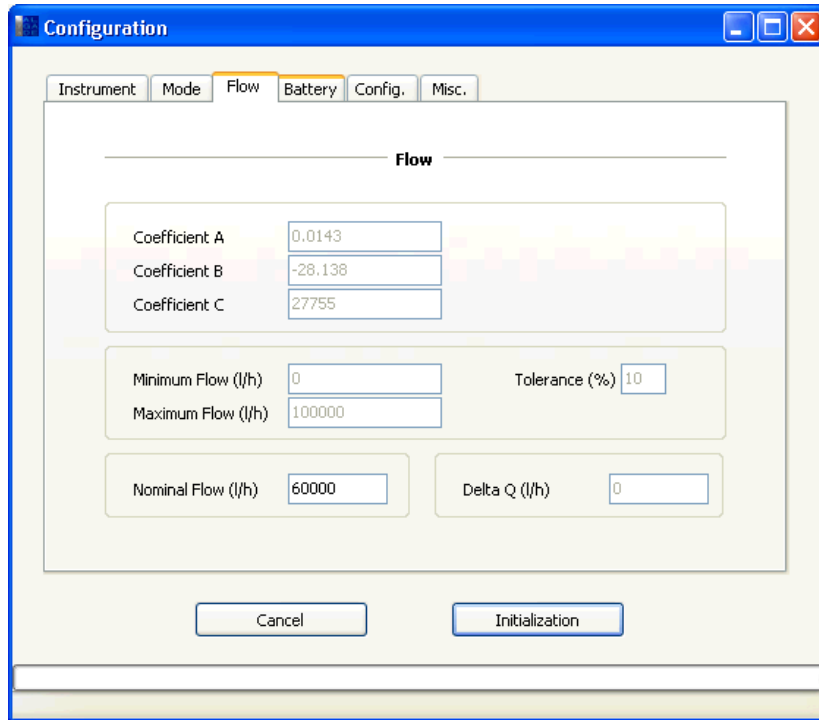 Configuration
Instrument Mode Flow Battery Config. Misc.
Flow
Coefficient A 0.0143
Coefficient B -28.138
Coefficient C 27755
Minimum Flow (l/h) 0 Tolerance (%) 10
Maximum Flow (l/h) 100000
Nominal Flow (l/h) 60000 Delta Q (l/h) 0
Cancel Initialization